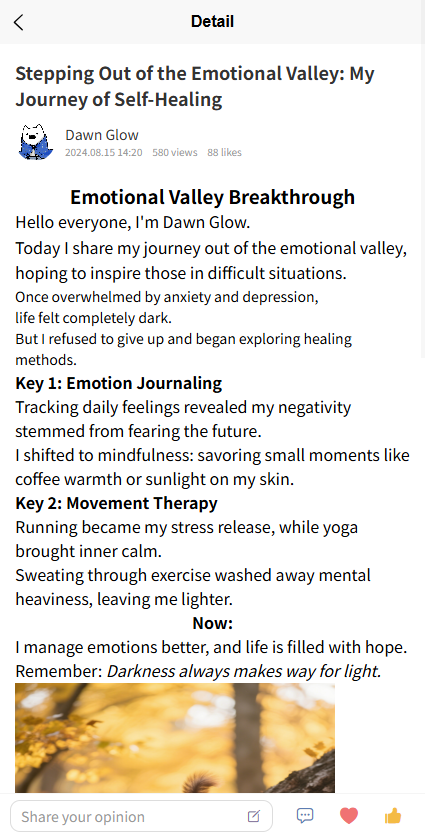 Detail
Stepping Out of the Emotional Valley: My
Journey of Self-Healing
Dawn Glow
2024.08.15 14:20 580 views 88 likes
Emotional Valley Breakthrough
Hello everyone, I'm Dawn Glow.
Today I share my journey out of the emotional valley,
hoping to inspire those in difficult situations.
Once overwhelmed by anxiety and depression,
life felt completely dark.
But I refused to give up and began exploring healing
methods.
Key 1: Emotion Journaling
Tracking daily feelings revealed my negativity
stemmed from fearing the future.
I shifted to mindfulness: savoring small moments like
coffee warmth or sunlight on my skin.
Key 2: Movement Therapy
Running became my stress release, while yoga
brought inner calm.
Sweating through exercise washed away mental
heaviness, leaving me lighter.
Now:
I manage emotions better, and life is filled with hope.
Remember: Darkness always makes way for light.
Share your opinion